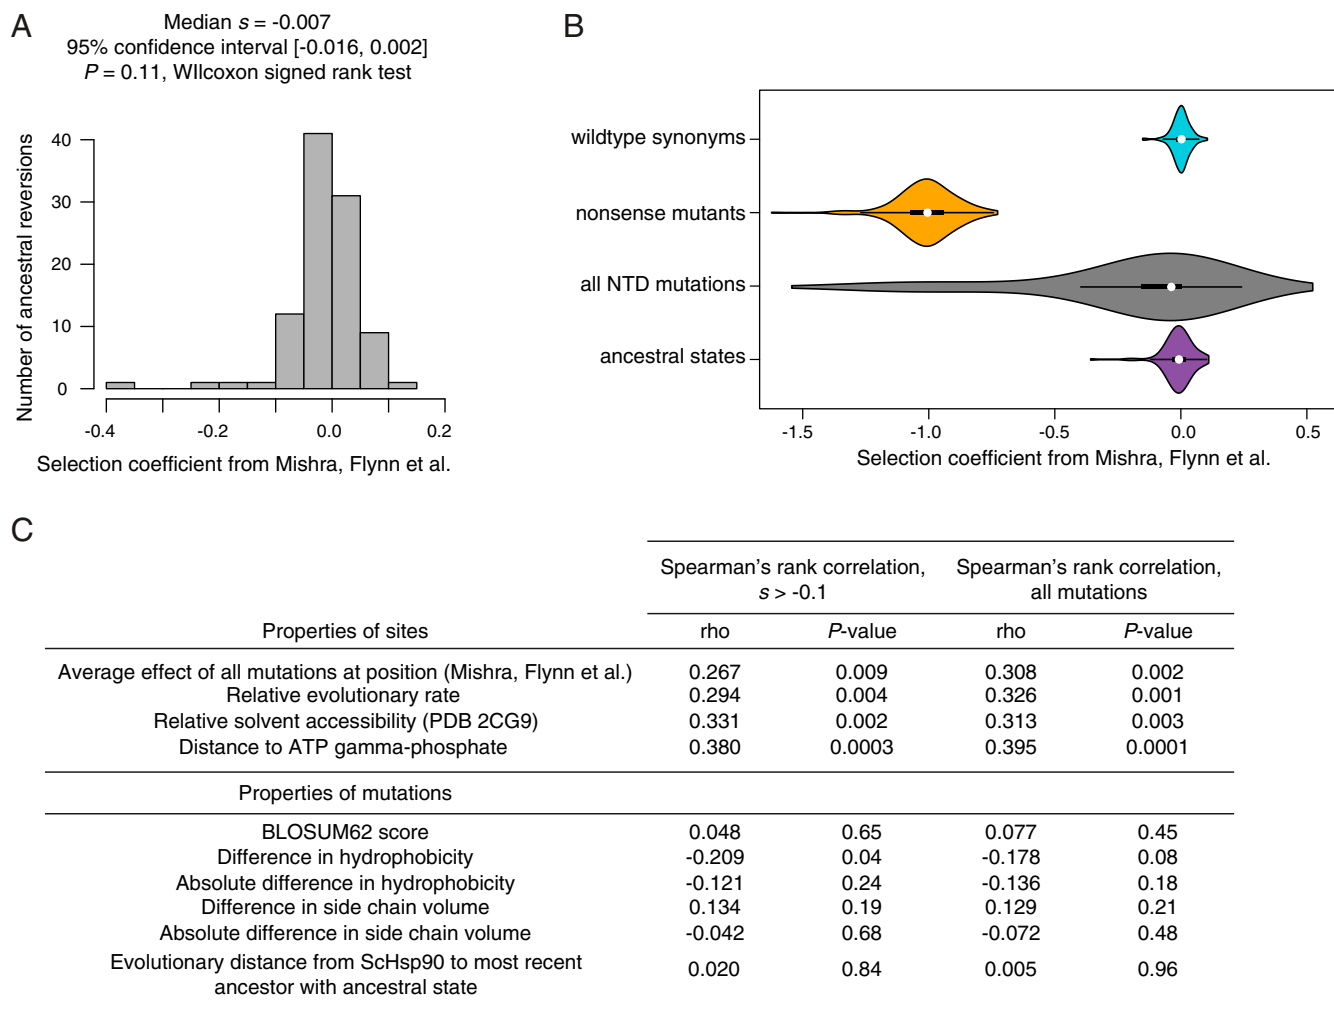 A
Median s = -0.007
95% confidence interval [-0.016, 0.002]
P = 0.11, WIlcoxon signed rank test
Number of ancestral reversions
40
30
20
10
0
-0.4 -0.2 0.0 0.2
Selection coefficient from Mishra, Flynn et al.
B
wildtype synonyms
nonsense mutants
all NTD mutations
ancestral states
-1.5 -1.0 -0.5 0.0 0.5
Selection coefficient from Mishra, Flynn et al.
C
Spearman's rank correlation, s > -0.1
Spearman's rank correlation, all mutations
Properties of sites rho P-value rho P-value
Average effect of all mutations at position (Mishra, Flynn et al.) 0.267 0.009 0.308 0.002
Relative evolutionary rate 0.294 0.004 0.326 0.001
Relative solvent accessibility (PDB 2CG9) 0.331 0.002 0.313 0.003
Distance to ATP gamma-phosphate 0.380 0.0003 0.395 0.0001
Properties of mutations
BLOSUM62 score 0.048 0.65 0.077 0.45
Difference in hydrophobicity -0.209 0.04 -0.178 0.08
Absolute difference in hydrophobicity -0.121 0.24 -0.136 0.18
Difference in side chain volume 0.134 0.19 0.129 0.21
Absolute difference in side chain volume -0.042 0.68 -0.072 0.48
Evolutionary distance from ScHsp90 to most recent
ancestor with ancestral state 0.020 0.84 0.005 0.96